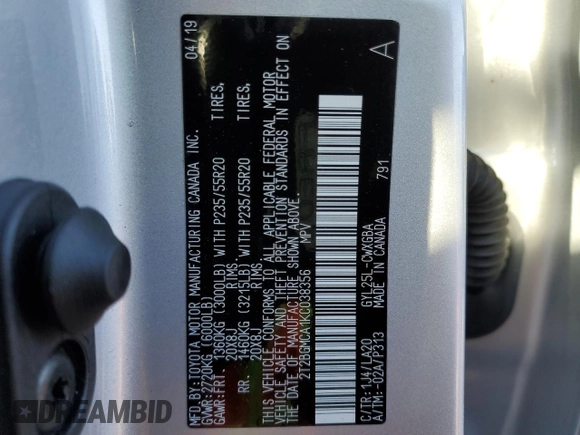 MFD. BY: TOYOTA MOTOR MANUFACTURING CANADA INC. 04/19
GVWR: 2720KG (6000LB)
GAWR: FRT. 1360KG (3000LB) WITH P235/55R20 TIRES,
20X8J RIMS,
RR. 1460KG (3215LB) WITH P235/55R20 TIRES,
20X8J RIMS,
THIS VEHICLE CONFORMS TO ALL APPLICABLE FEDERAL MOTOR
VEHICLE SAFETY AND THEFT PREVENTION STANDARDS IN EFFECT ON
THE DATE OF MANUFACTURE SHOWN ABOVE.
MPV A
C/TR: 1J4/LA20 GYL25L-CWXGBA
A/TM: -02A/P313 MADE IN CANADA 791
DREAMBID